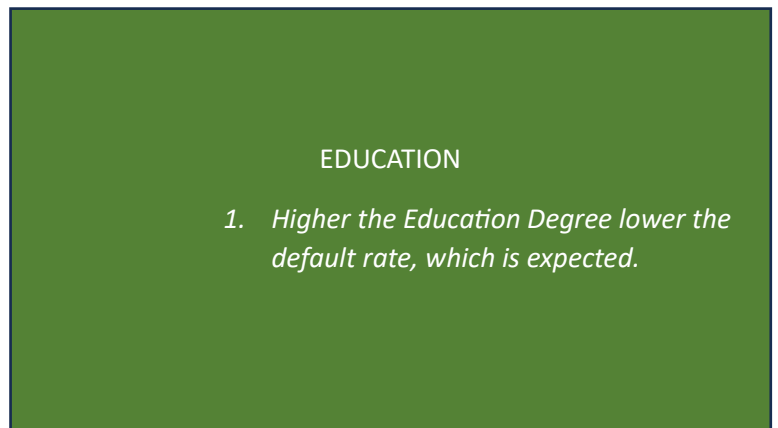 EDUCATION
1. Higher the Education Degree lower the
default rate, which is expected.